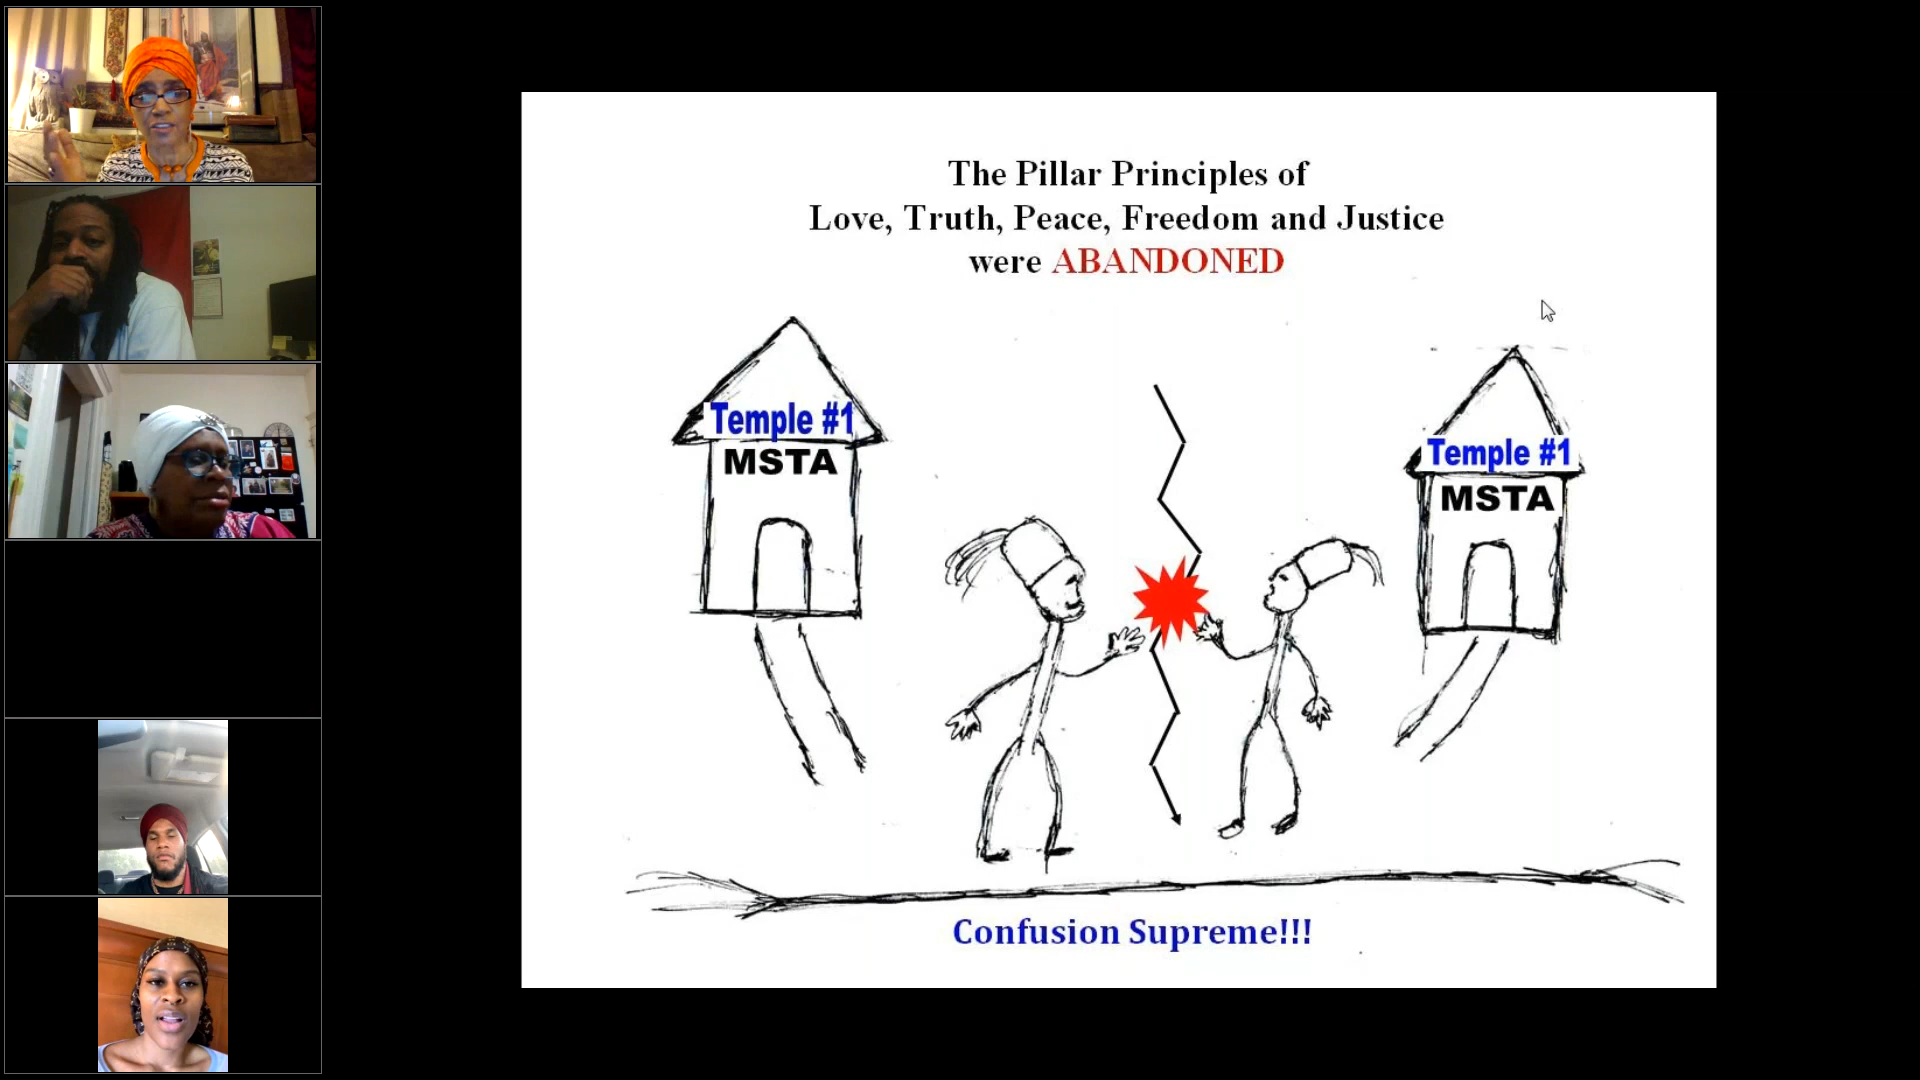 The Pillar Principles of
Love, Truth, Peace, Freedom and Justice
were ABANDONED
Temple #1
MSTA
Temple #1
MSTA
Confusion Supreme!!!